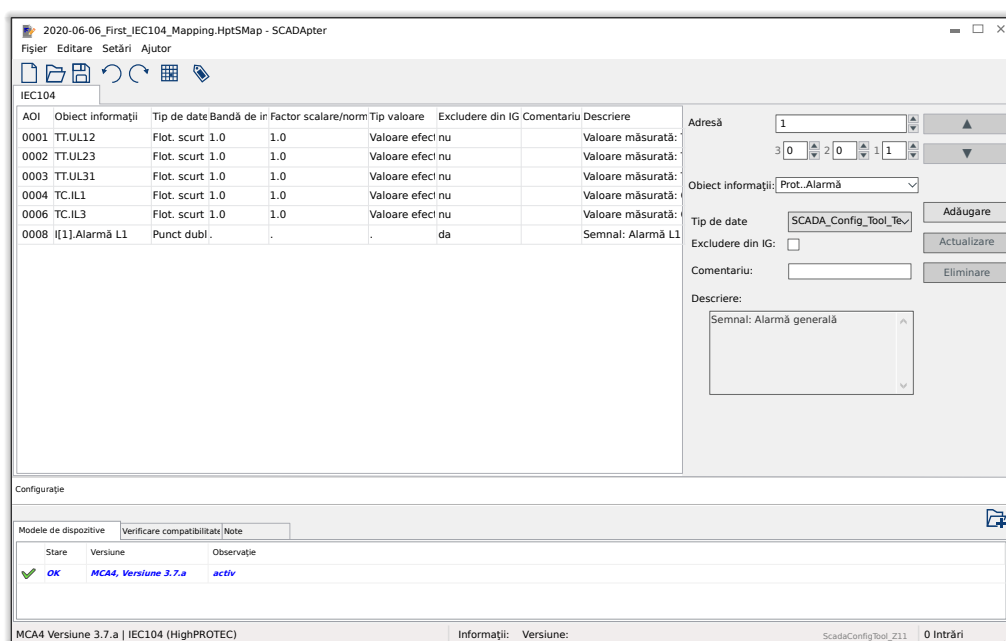 2020-06-06_First_IEC104_Mapping.HptSMap - SCADApter
Fișier Editare Setări Ajutor
IEC104
AOI Obiect informații Tip de date Bandă de in Factor scalare/norm Tip valoare Excludere din IG Comentariu Descriere
0001 TT.UL12 Flot. scurt 1.0 1.0 Valoare efect nu Valoare măsurată:
0002 TT.UL23 Flot. scurt 1.0 1.0 Valoare efect nu Valoare măsurată:
0003 TT.UL31 Flot. scurt 1.0 1.0 Valoare efect nu Valoare măsurată:
0004 TC.IL1 Flot. scurt 1.0 1.0 Valoare efect nu Valoare măsurată:
0006 TC.IL3 Flot. scurt 1.0 1.0 Valoare efect nu Valoare măsurată:
0008 I[1].Alarmă L1 Punct dubl . . . da Semnal: Alarmă L1
Adresă 1
3 0 2 0 1 1
Obiect informații: Prot..Alarmă
Adăugare
Tip de date SCADA_Config_Tool_Te
Excludere din IG: Actualizare
Comentariu: Eliminare
Descriere:
Semnal: Alarmă generală
Configurație
Modele de dispozitive Verificare compatibilitate Note
Stare Versiune Observație
OK MCA4, Versiune 3.7.a activ
MCA4 Versiune 3.7.a | IEC104 (HighPROTEC) Informații: Versiune: ScadaConfigTool_Z11 0 Intrări